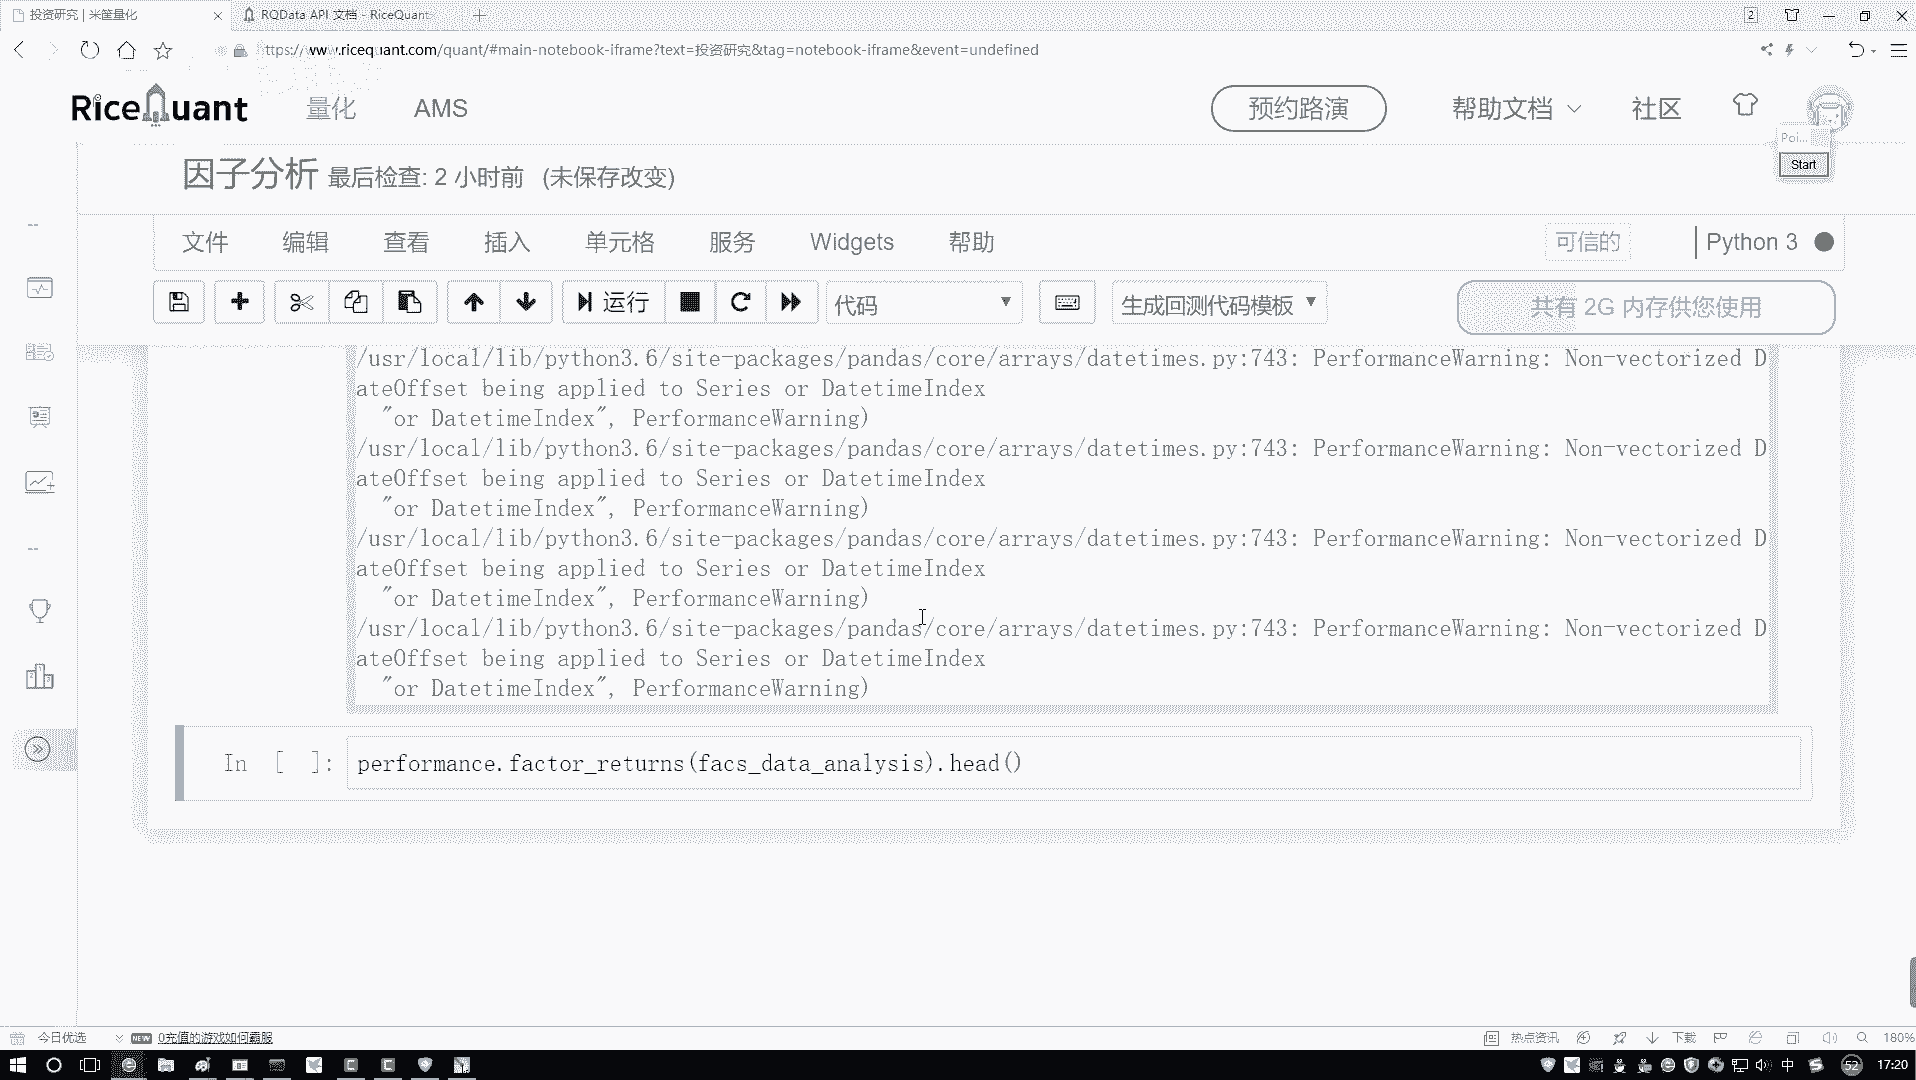 投资研究 | 米筐量化
RQData API 文档 - RiceQuant
2
ttps://www.ricequant.com/quant/#main-notebook-iframe?text=投资研究&tag=notebook-iframe&event=undefined
RiceQuant
量化
AMS
预约路演
帮助文档
社区
Poi...
Start
因子分析 最后检查: 2 小时前 (未保存改变)
文件 编辑 查看 插入 单元格 服务 Widgets 帮助
可信的
Python 3
运行
代码
生成回测代码模板
共有 2G 内存供您使用
/usr/local/lib/python3.6/site-packages/pandas/core/arrays/datetimes.py:743: PerformanceWarning: Non-vectorized D
ateOffset being applied to Series or DatetimeIndex
"or DatetimeIndex", PerformanceWarning)
/usr/local/lib/python3.6/site-packages/pandas/core/arrays/datetimes.py:743: PerformanceWarning: Non-vectorized D
ateOffset being applied to Series or DatetimeIndex
"or DatetimeIndex", PerformanceWarning)
/usr/local/lib/python3.6/site-packages/pandas/core/arrays/datetimes.py:743: PerformanceWarning: Non-vectorized D
ateOffset being applied to Series or DatetimeIndex
"or DatetimeIndex", PerformanceWarning)
/usr/local/lib/python3.6/site-packages/pandas/core/arrays/datetimes.py:743: PerformanceWarning: Non-vectorized D
ateOffset being applied to Series or DatetimeIndex
"or DatetimeIndex", PerformanceWarning)
In [ ]: performance.factor_returns(facs_data_analysis).head()
今日优选
NEW
0充值的游戏如何霸服
热点资讯
下载
180%
中
52
17:20